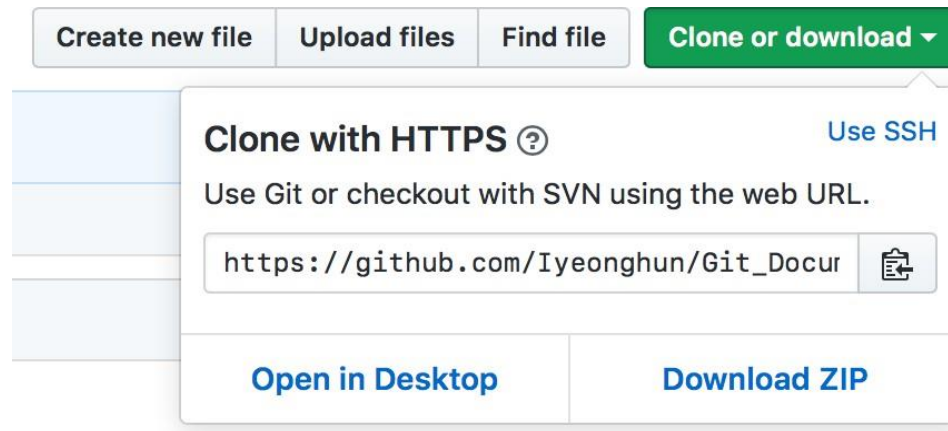 Create new file Upload files Find file Clone or download
Clone with HTTPS Use SSH
Use Git or checkout with SVN using the web URL.
https://github.com/Iyeonghun/Git_Docur
Open in Desktop Download ZIP